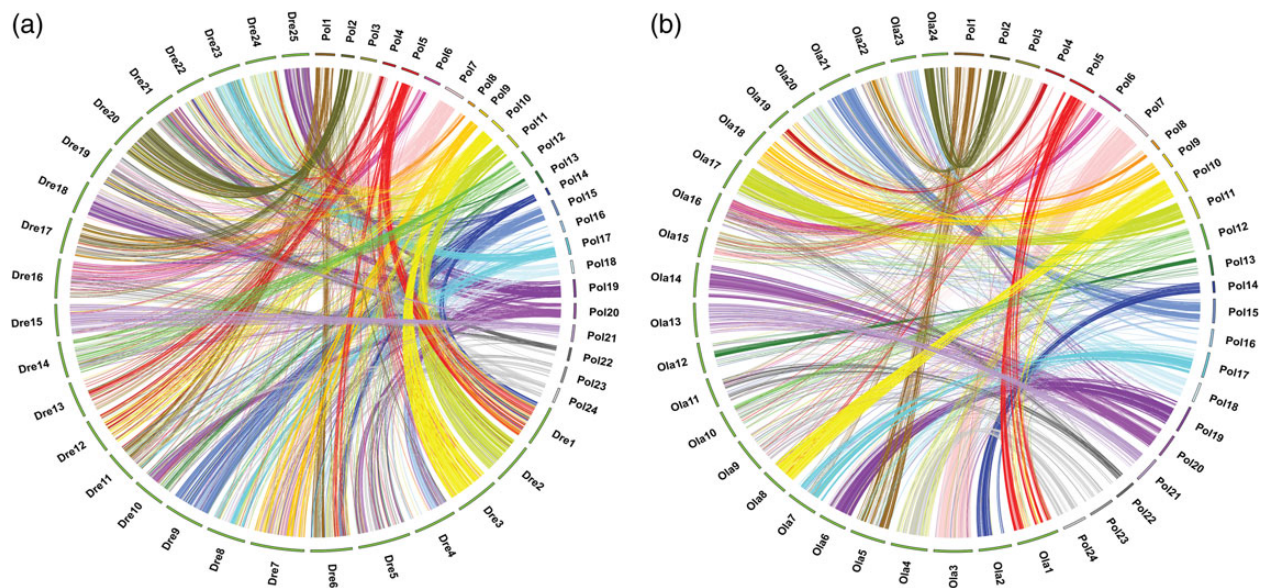 (a)
Pol1
Pol2
Pol3
Pol4
Pol5
Pol6
Pol7
Pol8
Pol9
Pol10
Pol11
Pol12
Pol13
Pol14
Pol15
Pol16
Pol17
Pol18
Pol19
Pol20
Pol21
Pol22
Pol23
Pol24
Dre1
Dre2
Dre3
Dre4
Dre5
Dre6
Dre7
Dre8
Dre9
Dre10
Dre11
Dre12
Dre13
Dre14
Dre15
Dre16
Dre17
Dre18
Dre19
Dre20
Dre21
Dre22
Dre23
Dre24
Dre25
(b)
Pol1
Pol2
Pol3
Pol4
Pol5
Pol6
Pol7
Pol8
Pol9
Pol10
Pol11
Pol12
Pol13
Pol14
Pol15
Pol16
Pol17
Pol18
Pol19
Pol20
Pol21
Pol22
Pol23
Pol24
Ola1
Ola2
Ola3
Ola4
Ola5
Ola6
Ola7
Ola8
Ola9
Ola10
Ola11
Ola12
Ola13
Ola14
Ola15
Ola16
Ola17
Ola18
Ola19
Ola20
Ola21
Ola22
Ola23
Ola24